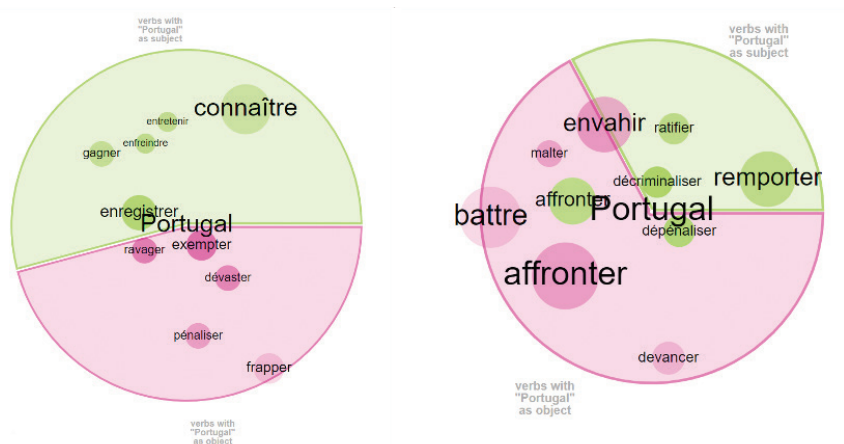 verbs with
"Portugal"
as subject
entretenir
connaître
enfreindre
gagner
enregistrer
Portugal
exempter
ravager
dévaster
pénaliser
frapper
verbs with
"Portugal"
as object
verbs with
"Portugal"
as subject
envahir
ratifier
malter
décriminaliser
remporter
affronter
Portugal
battre
dépénaliser
affronter
devancer
verbs with
"Portugal"
as object